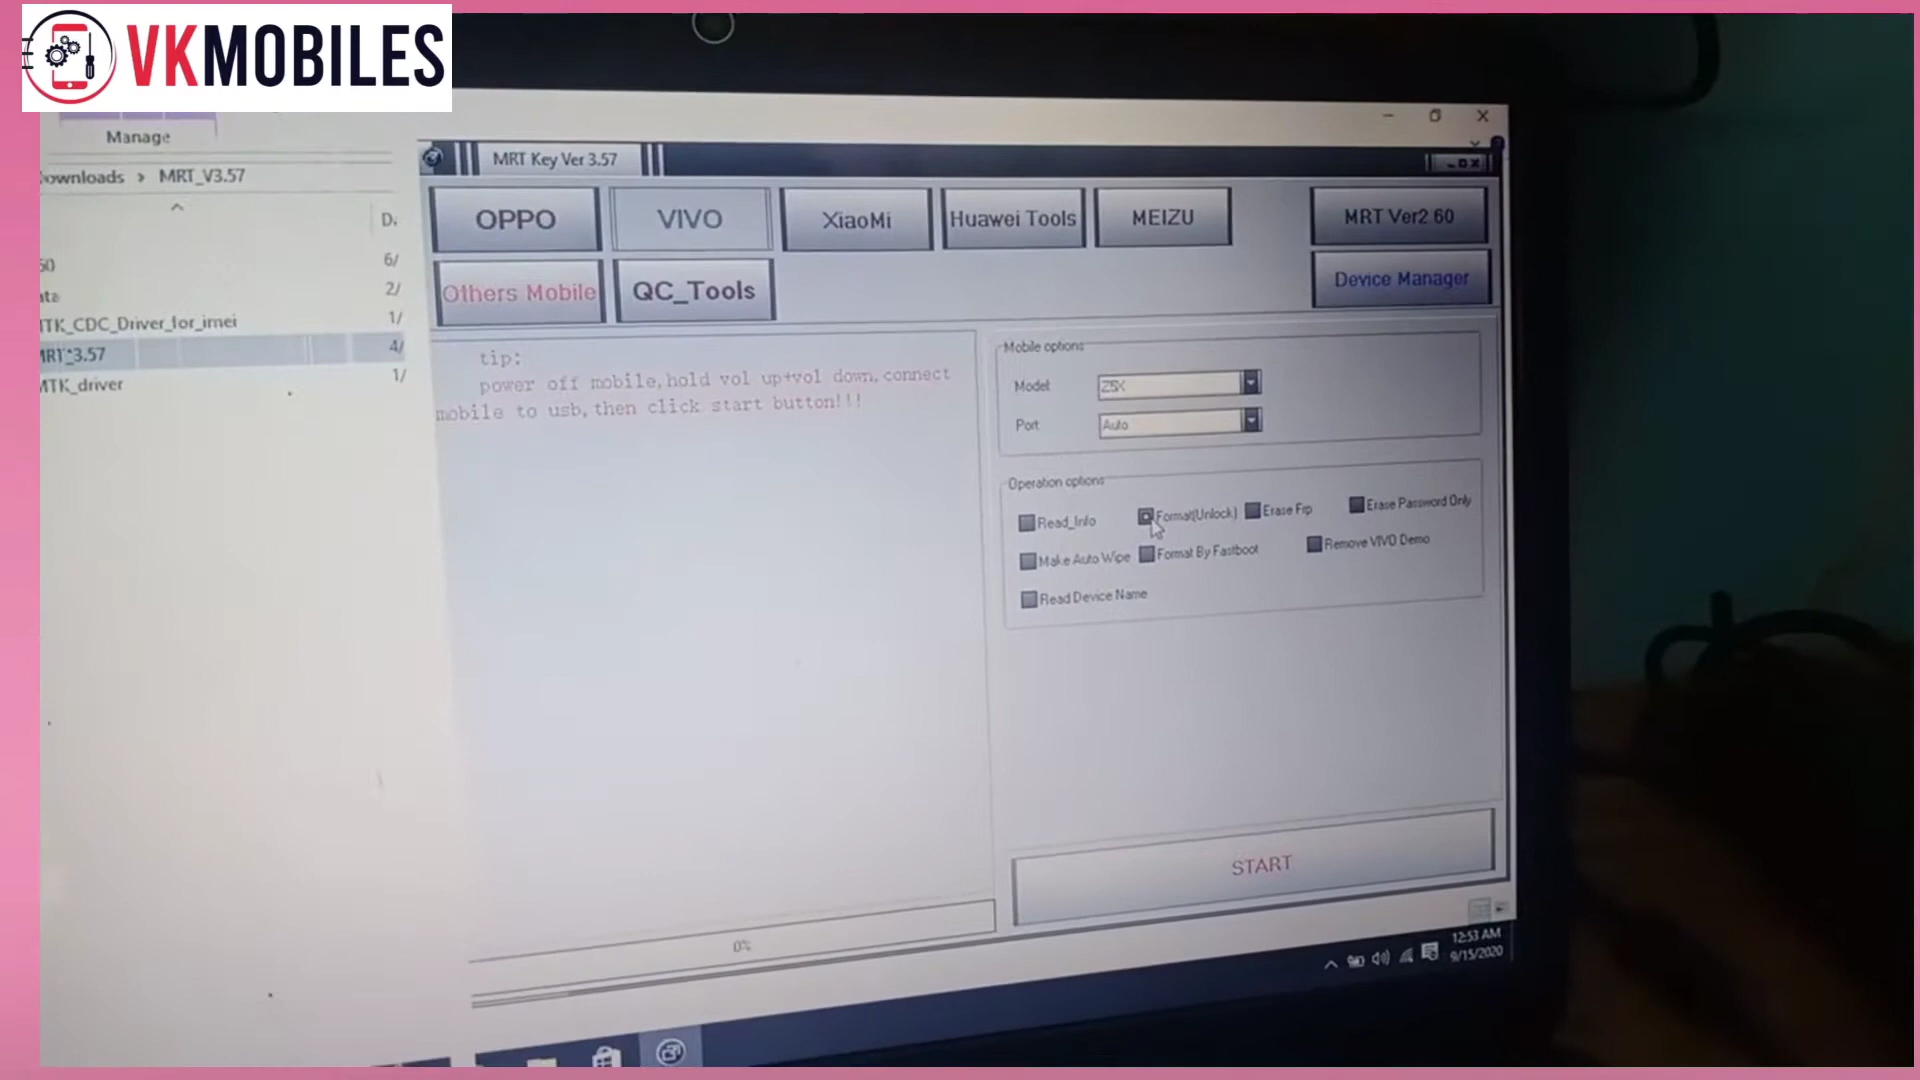 VKMOBILES
Manage
ownloads > MRT_V3.57
D
50
6/
ata
2/
MTK_CDC_Driver_for_imei
1/
MRT_3.57
4/
MTK_driver
1/
MRT Key Ver 3.57
OPPO
VIVO
XiaoMi
Huawei Tools
MEIZU
MRT Ver2 60
Others Mobile
QC_Tools
Device Manager
tip:
power off mobile,hold vol up+vol down,connect
mobile to usb,then click start button!!!
Mobile options
Model:
Z5X
Port
Auto
Operation options
Read_Info
Format(Unlock)
Erase Frp
Erase Password Only
Make Auto Wipe
Format By Fastboot
Remove VIVO Demo
Read Device Name
START
0%
12:53 AM
9/15/2020